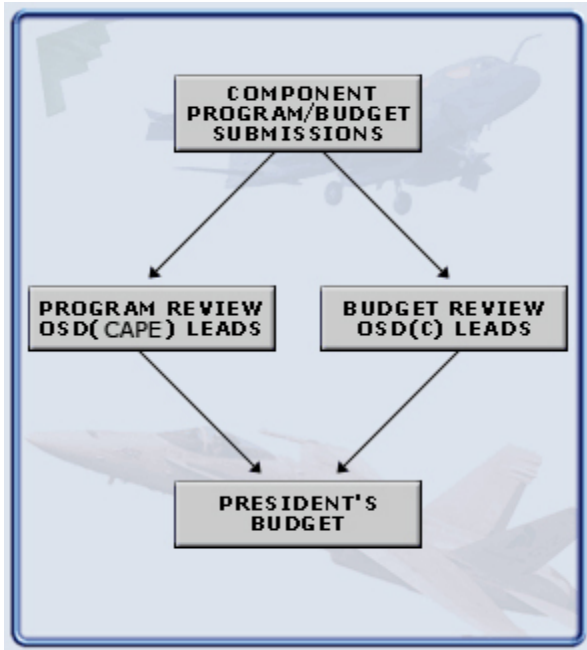 COMPONENT
PROGRAM/BUDGET
SUBMISSIONS
PROGRAM REVIEW
OSD(CAPE) LEADS
BUDGET REVIEW
OSD(C) LEADS
PRESIDENT'S
BUDGET